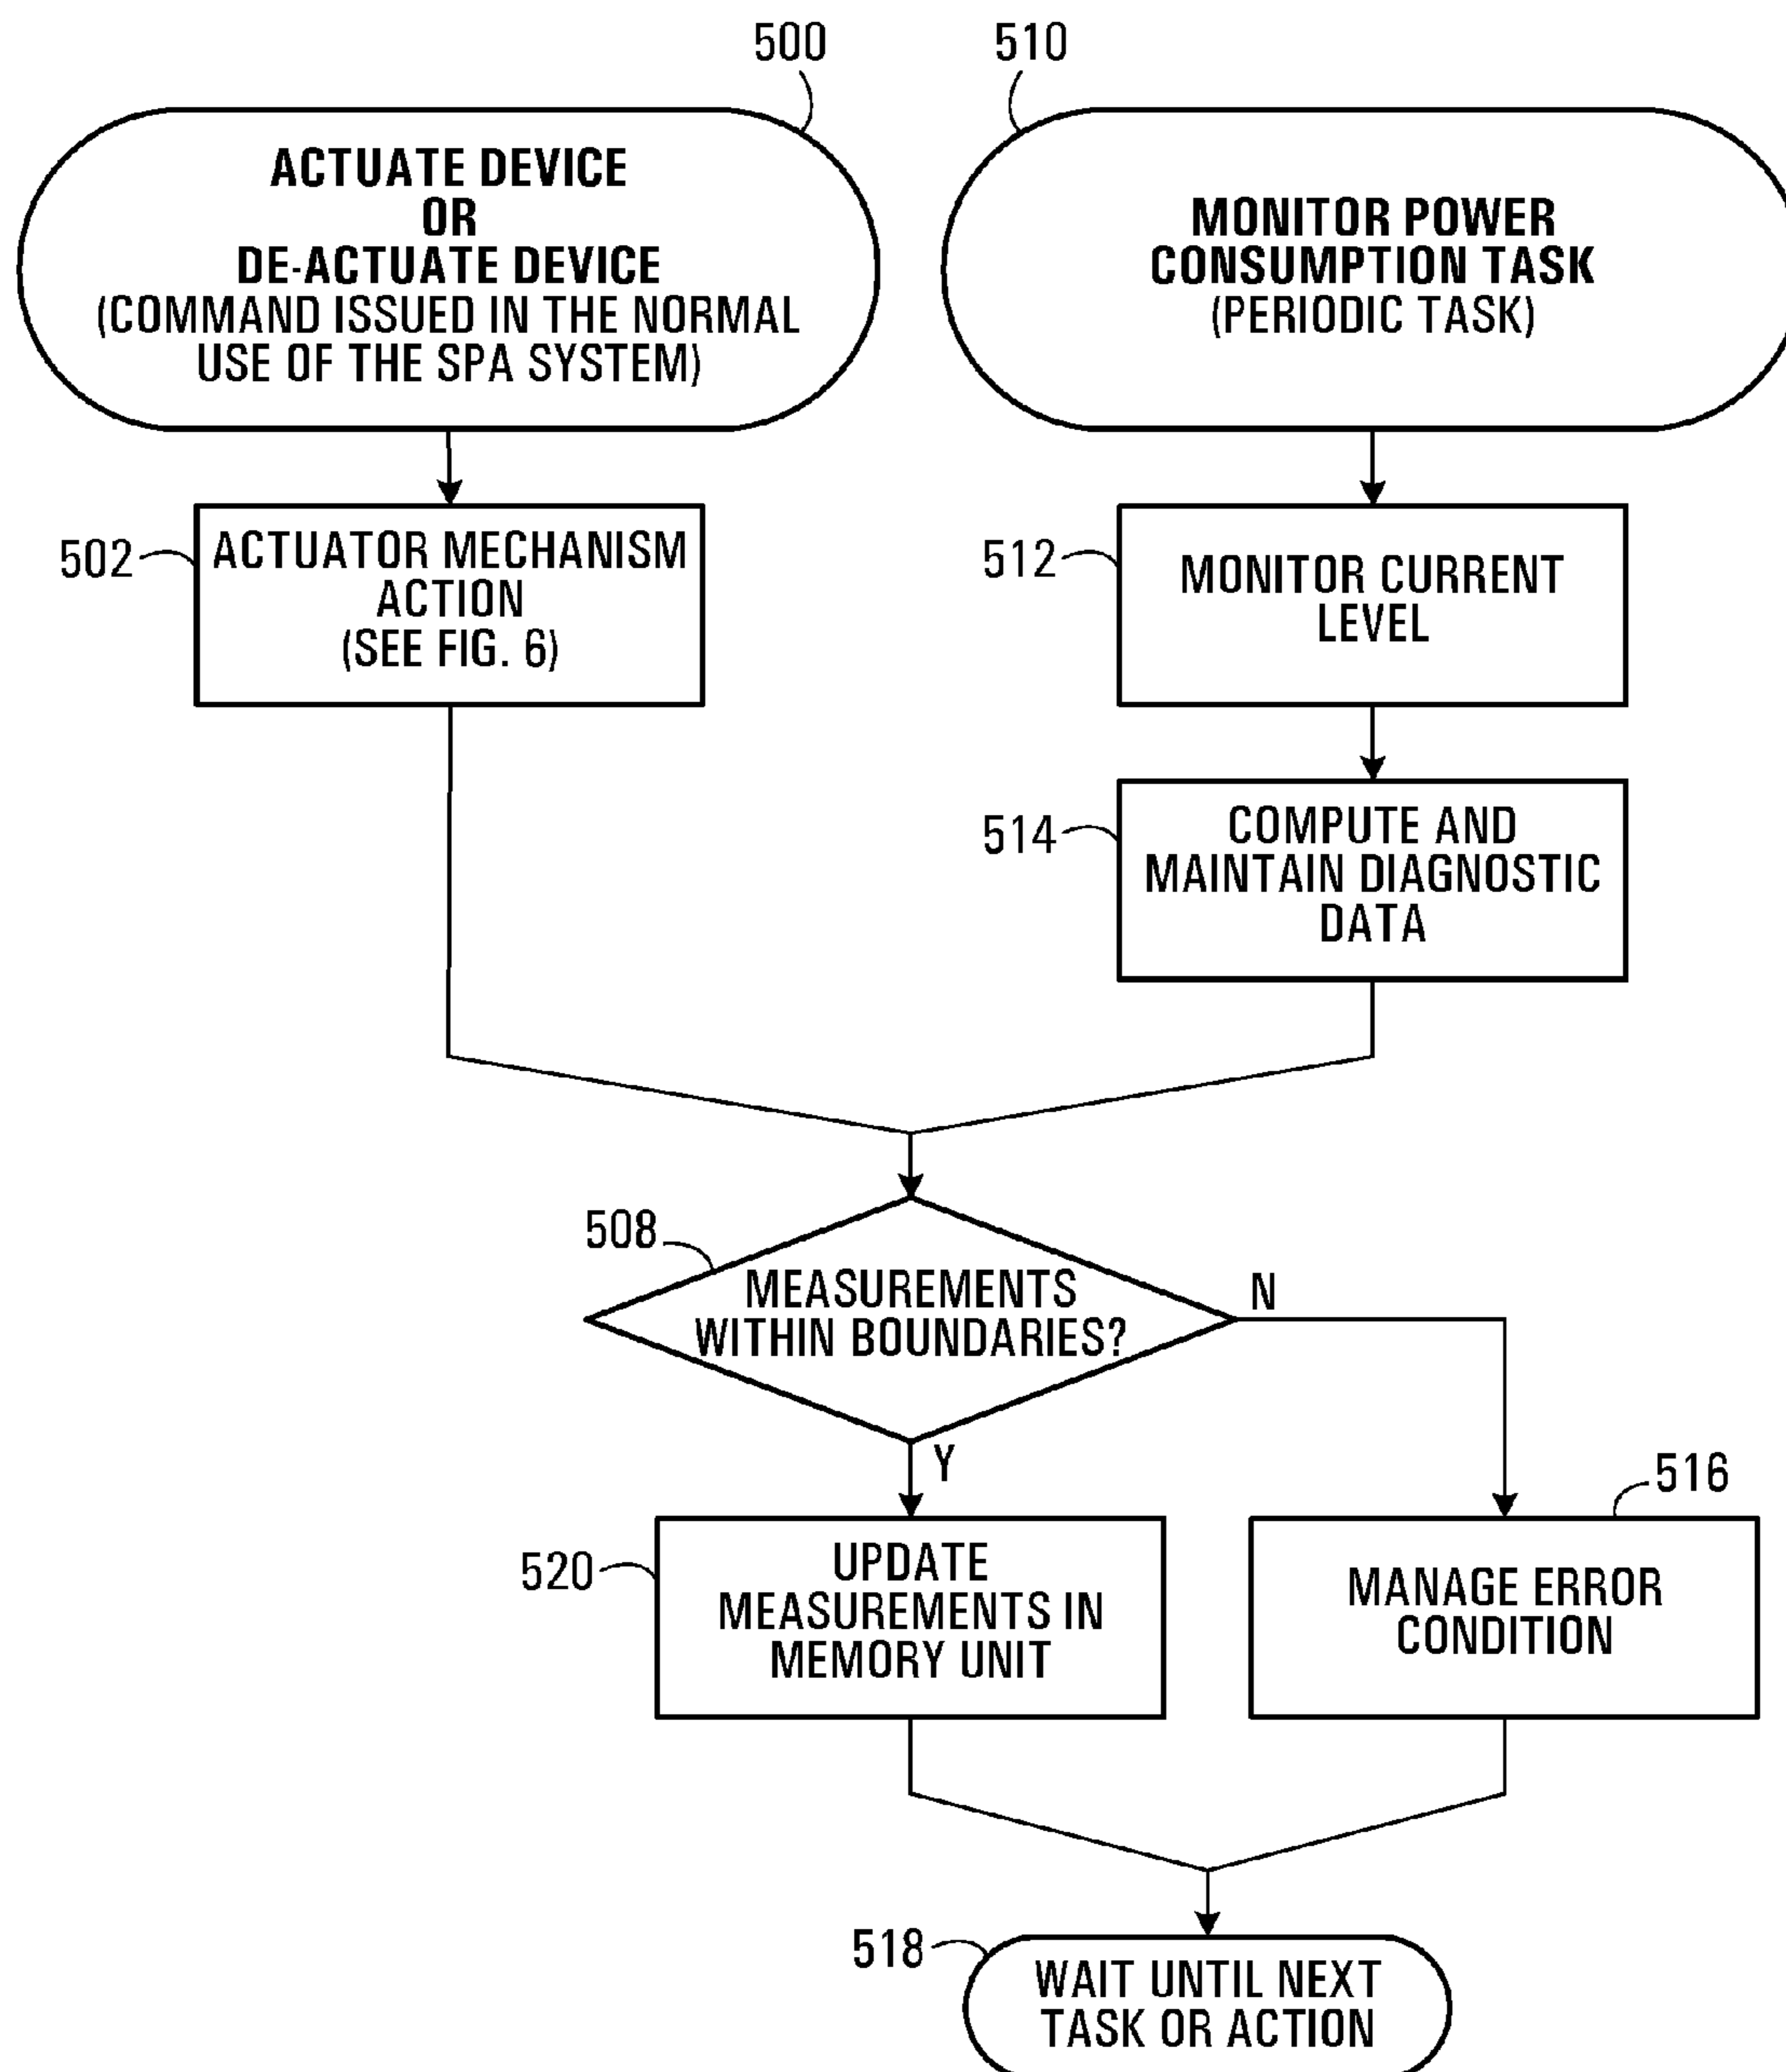 500
510
ACTUATE DEVICE
OR
DE-ACTUATE DEVICE
(COMMAND ISSUED IN THE NORMAL
USE OF THE SPA SYSTEM)
MONITOR POWER
CONSUMPTION TASK
(PERIODIC TASK)
502
ACTUATOR MECHANISM
ACTION
(SEE FIG. 6)
512
MONITOR CURRENT
LEVEL
514
COMPUTE AND
MAINTAIN DIAGNOSTIC
DATA
508
MEASUREMENTS
WITHIN BOUNDARIES?
N
Y
516
520
UPDATE
MEASUREMENTS IN
MEMORY UNIT
MANAGE ERROR
CONDITION
518
WAIT UNTIL NEXT
TASK OR ACTION